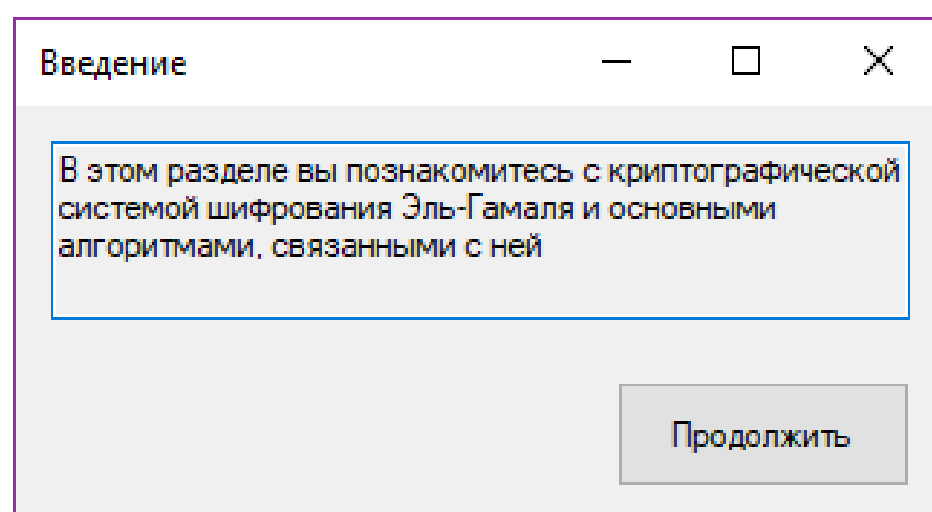 Введение
В этом разделе вы познакомитесь с криптографической
системой шифрования Эль-Гамаля и основными
алгоритмами, связанными с ней
Продолжить